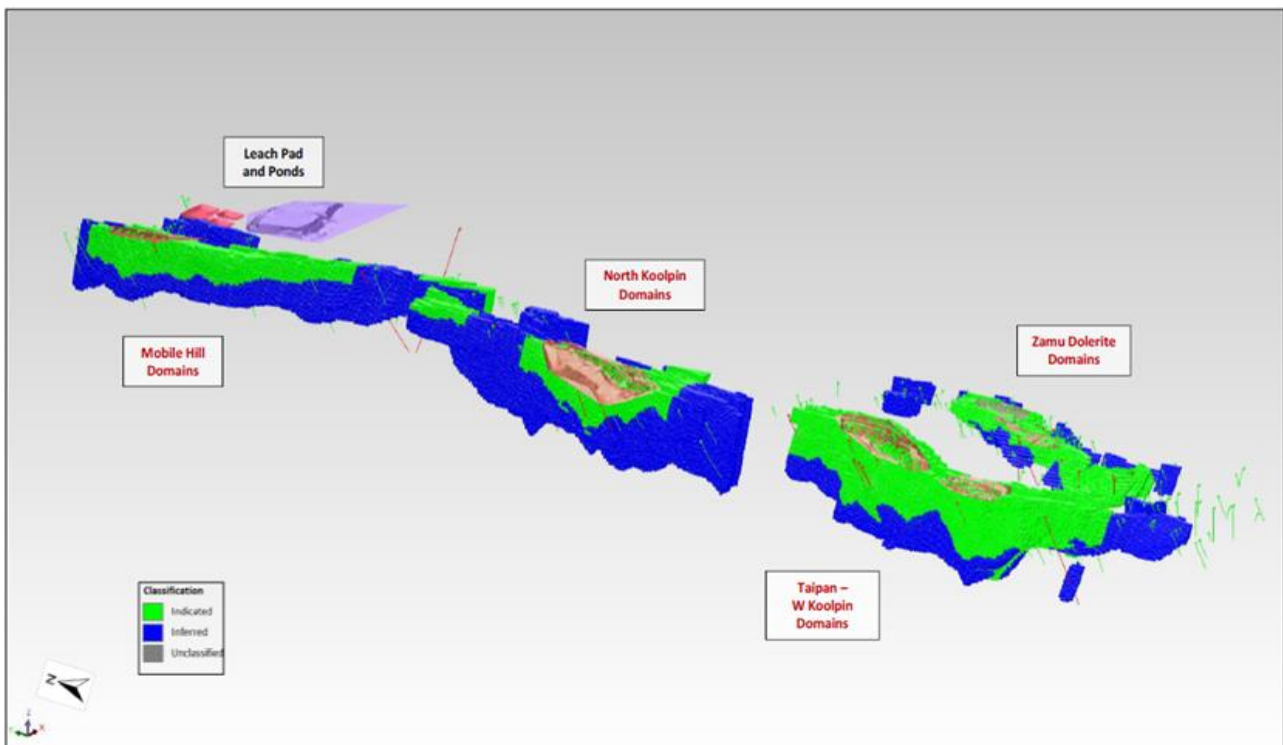 Leach Pad
and Ponds
North Koolpin
Domains
Mobile Hill
Domains
Zamu Dolerite
Domains
Taipan –
W Koolpin
Domains
Classification
Indicated
Inferred
Unclassified
N
Z
Y
X